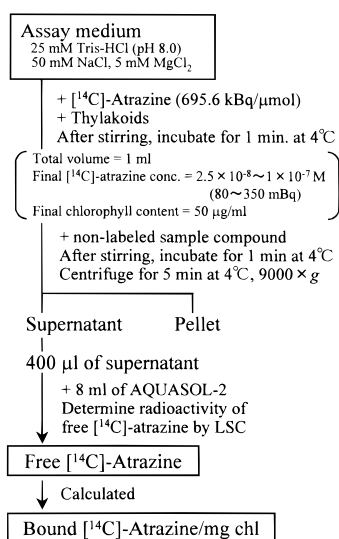 Assay medium
25 mM Tris-HCl (pH 8.0)
50 mM NaCl, 5 mM MgCl₂
+ [¹⁴C]-Atrazine (695.6 kBq/μmol)
+ Thylakoids
After stirring, incubate for 1 min. at 4℃
Total volume = 1 ml
Final [¹⁴C]-atrazine conc. = 2.5 × 10⁻⁸～1 × 10⁻⁷ M
(80～350 mBq)
Final chlorophyll content = 50 μg/ml
+ non-labeled sample compound
After stirring, incubate for 1 min at 4℃
Centrifuge for 5 min at 4℃, 9000 × g
Supernatant Pellet
400 μl of supernatant
+ 8 ml of AQUASOL-2
Determine radioactivity of
free [¹⁴C]-atrazine by LSC
Free [¹⁴C]-Atrazine
Calculated
Bound [¹⁴C]-Atrazine/mg chl